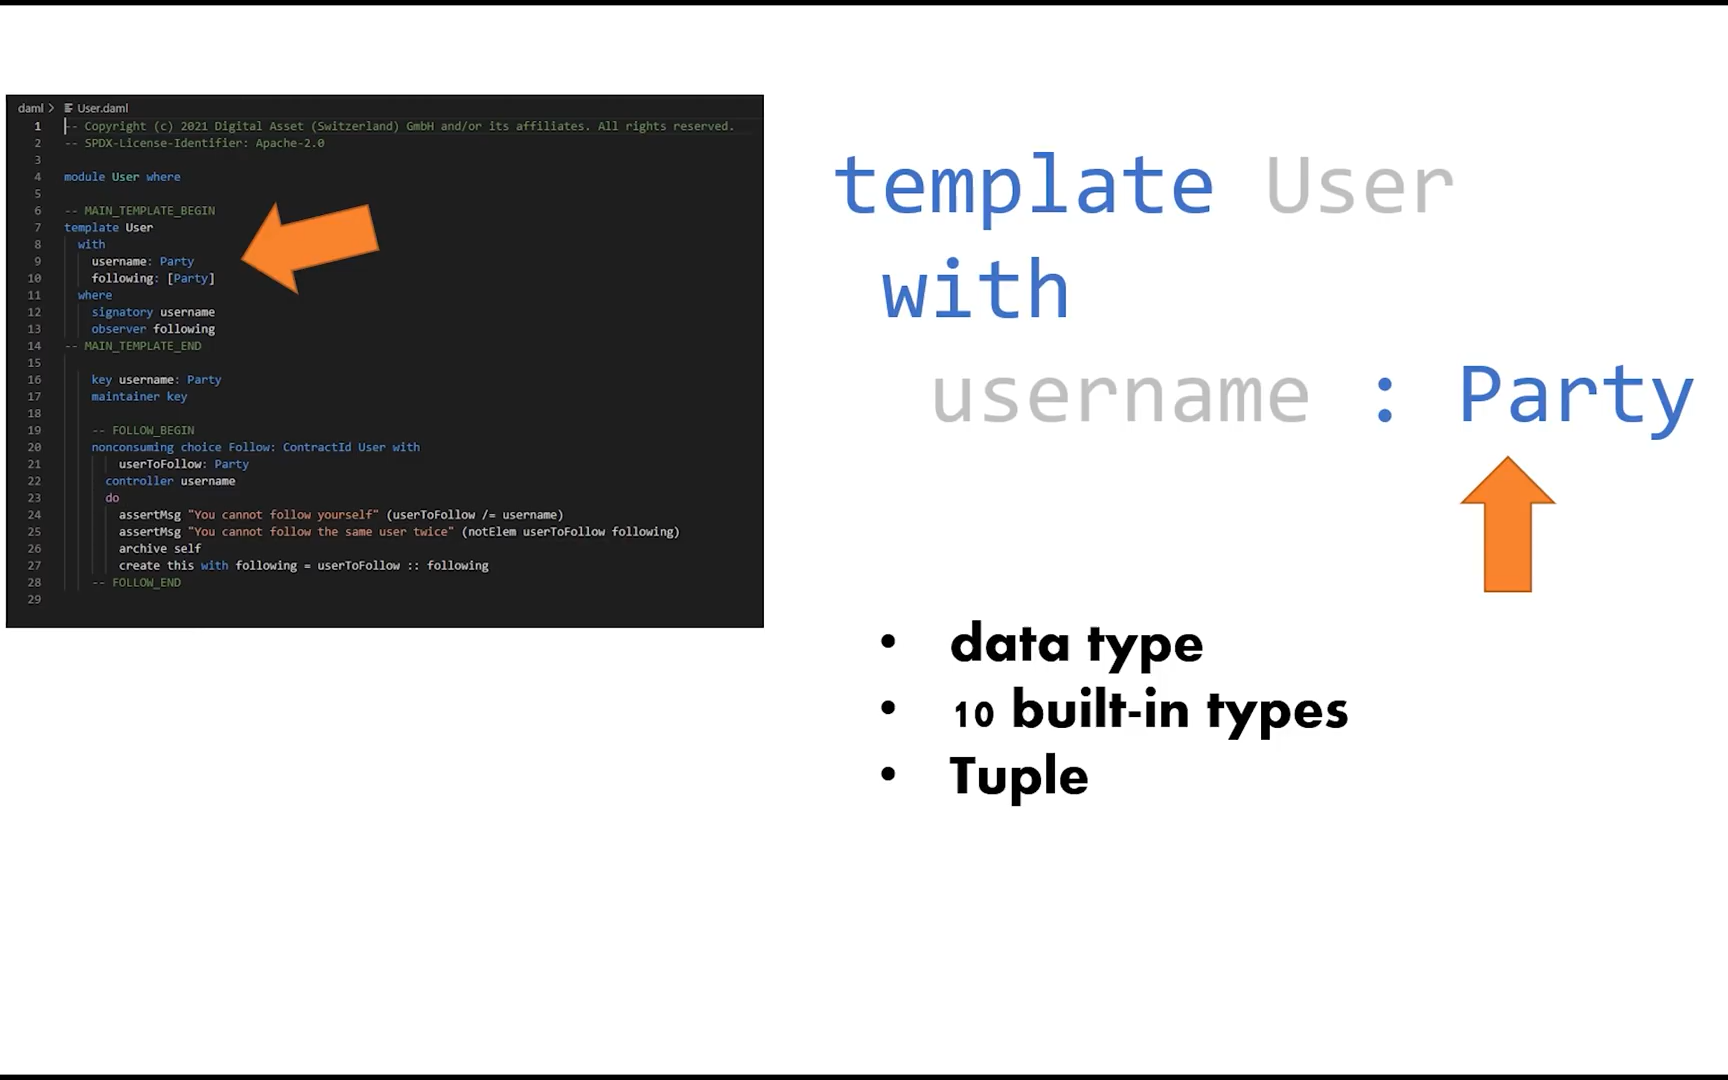 daml > User.daml
1 -- Copyright (c) 2021 Digital Asset (Switzerland) GmbH and/or its affiliates. All rights reserved.
2 -- SPDX-License-Identifier: Apache-2.0
3
4 module User where
5
6 -- MAIN_TEMPLATE_BEGIN
7 template User
8 with
9 username: Party
10 following: [Party]
11 where
12 signatory username
13 observer following
14 -- MAIN_TEMPLATE_END
15
16 key username: Party
17 maintainer key
18
19 -- FOLLOW_BEGIN
20 nonconsuming choice Follow: ContractId User with
21 userToFollow: Party
22 controller username
23 do
24 assertMsg "You cannot follow yourself" (userToFollow /= username)
25 assertMsg "You cannot follow the same user twice" (notElem userToFollow following)
26 archive self
27 create this with following = userToFollow :: following
28 -- FOLLOW_END
29
template User
with
username : Party
• data type
• 10 built-in types
• Tuple